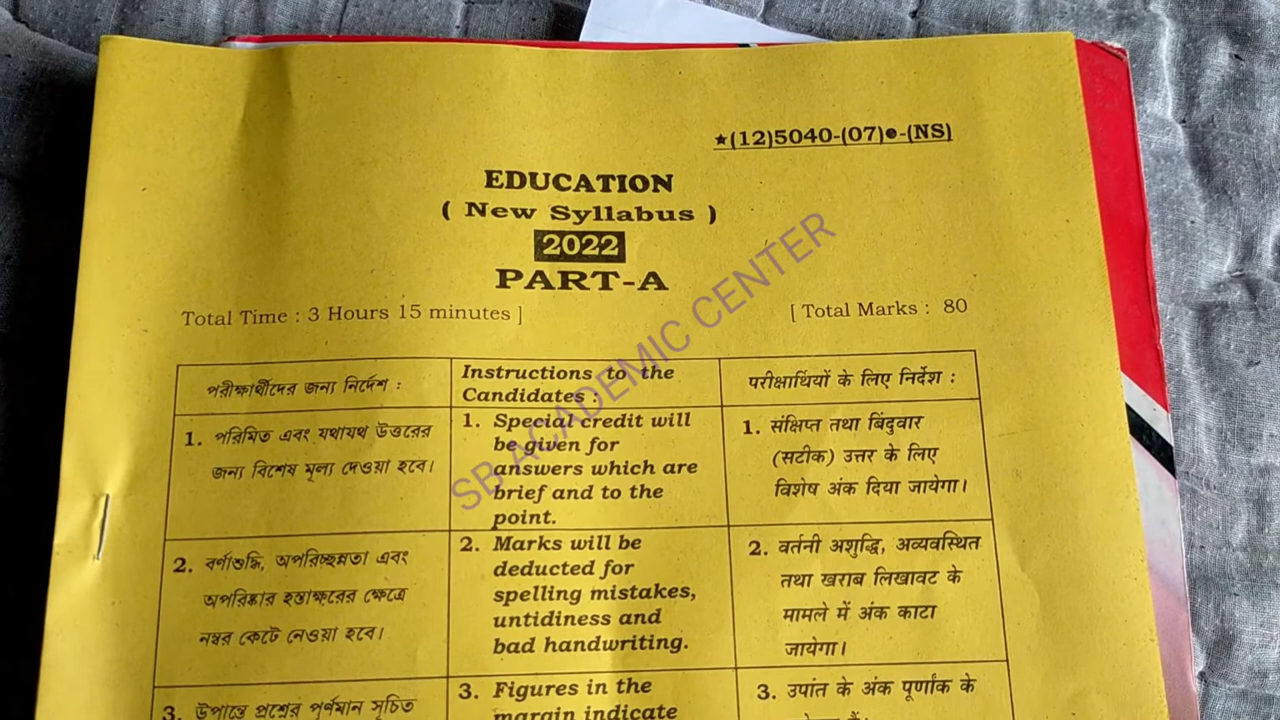 ★(12)5040-(07)e-(NS)
EDUCATION
( New Syllabus )
2022
PART-A
Total Time : 3 Hours 15 minutes ]
[ Total Marks : 80
পরীক্ষার্থীদের জন্য নির্দেশ :
Instructions to the
Candidates :
परीक्षार्थियों के लिए निर्देश :
1. পরিমিত এবং যথাযথ উত্তরের
জন্য বিশেষ মূল্য দেওয়া হবে।
1. Special credit will
be given for
answers which are
brief and to the
point.
1. संक्षिप्त तथा बिंदुवार
(सटीक) उत्तर के लिए
विशेष अंक दिया जायेगा।
2. বর্ণাশুদ্ধি, অপরিচ্ছন্নতা এবং
অপরিষ্কার হস্তাক্ষরের ক্ষেত্রে
নম্বর কেটে নেওয়া হবে।
2. Marks will be
deducted for
spelling mistakes,
untidiness and
bad handwriting.
2. वर्तनी अशुद्धि, अव्यवस्थित
तथा खराब लिखावट के
मामले में अंक काटा
जायेगा।
3. উপান্তে প্রশ্নের পূর্ণমান সূচিত
3. Figures in the
margin indicate
3. उपांत के अंक पूर्णांक के
SB ACADEMIC CENTER